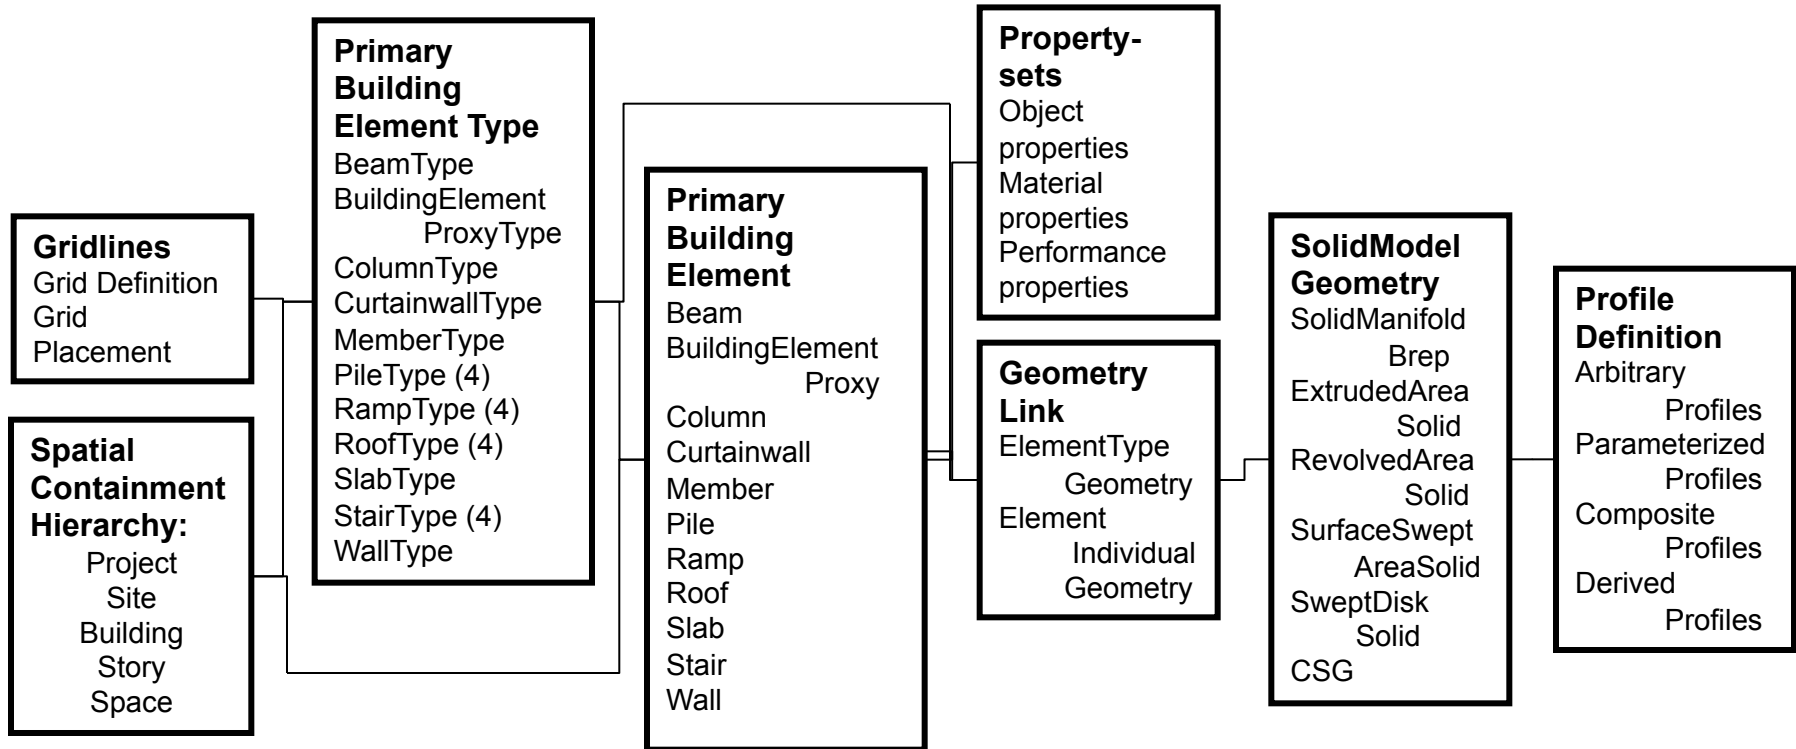 Gridlines
Grid Definition
Grid
Placement
Spatial
Containment
Hierarchy:
Project
Site
Building
Story
Space
Primary
Building
Element Type
BeamType
BuildingElement
ProxyType
ColumnType
CurtainwallType
MemberType
PileType (4)
RampType (4)
RoofType (4)
SlabType
StairType (4)
WallType
Primary
Building
Element
Beam
BuildingElement
Proxy
Column
Curtainwall
Member
Pile
Ramp
Roof
Slab
Stair
Wall
Property-
sets
Object
properties
Material
properties
Performance
properties
Geometry
Link
ElementType
Geometry
Element
Individual
Geometry
SolidModel
Geometry
SolidManifold
Brep
ExtrudedArea
Solid
RevolvedArea
Solid
SurfaceSwept
AreaSolid
SweptDisk
Solid
CSG
Profile
Definition
Arbitrary
Profiles
Parameterized
Profiles
Composite
Profiles
Derived
Profiles